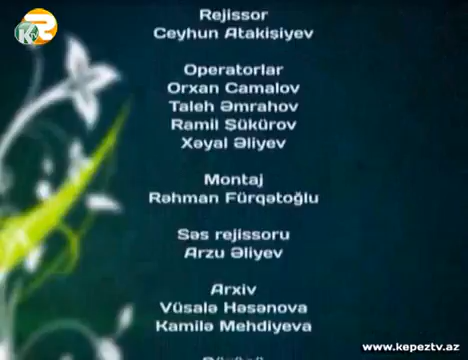 Rejissor
Ceyhun Atakişiyev
Operatorlar
Orxan Camalov
Taleh Əmrahov
Ramil Şükürov
Xəyal Əliyev
Montaj
Rəhman Fürqətoğlu
Səs rejissoru
Arzu Əliyev
Arxiv
Vüsalə Həsənova
Kamilə Mehdiyeva
www.kepeztv.az